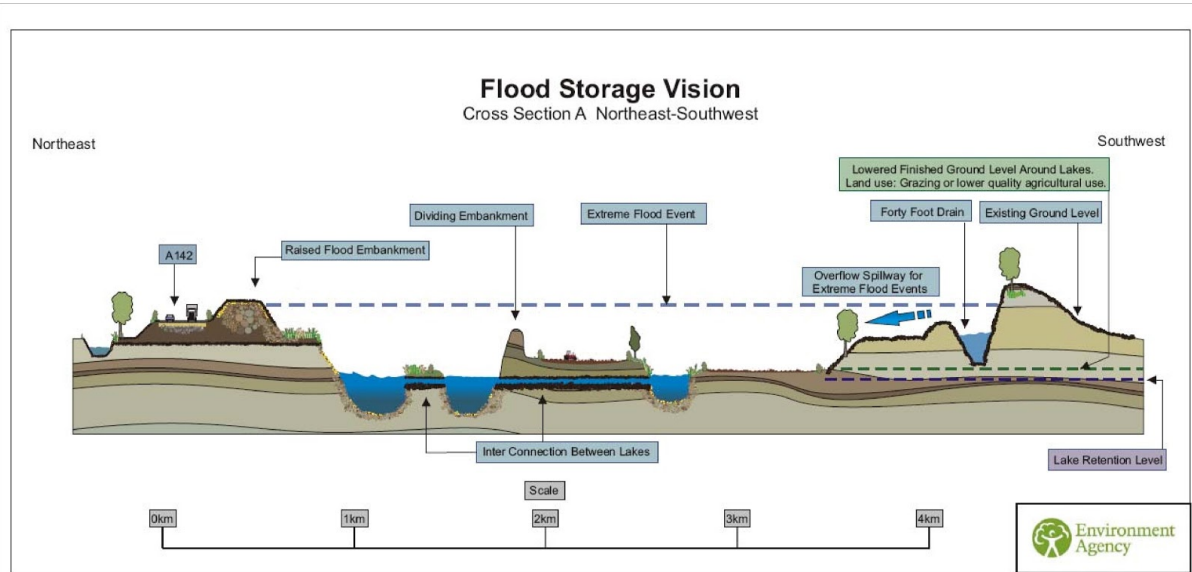 Flood Storage Vision
Cross Section A Northeast-Southwest
Northeast
Southwest
Lowered Finished Ground Level Around Lakes.
Land use: Grazing or lower quality agricultural use.
Dividing Embankment
Extreme Flood Event
Forty Foot Drain
Existing Ground Level
A142
Raised Flood Embankment
Overflow Spillway for
Extreme Flood Events
Inter Connection Between Lakes
Lake Retention Level
Scale
0km
1km
2km
3km
4km
Environment
Agency